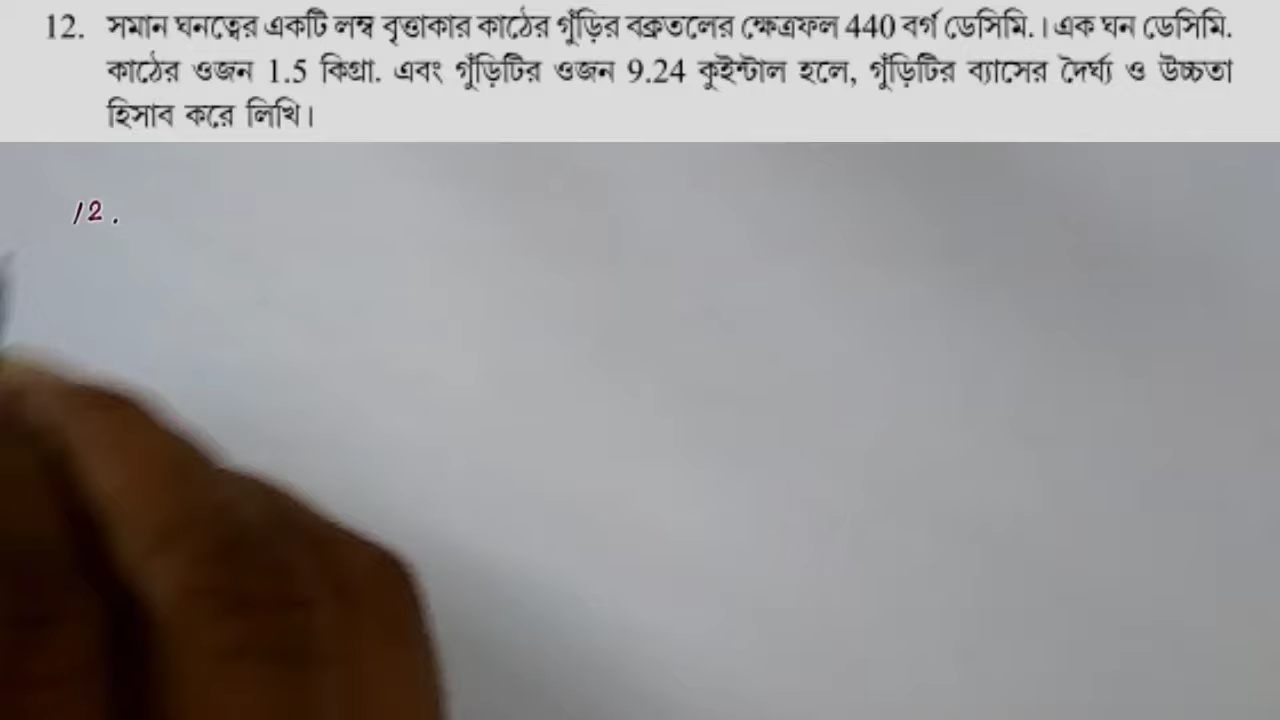 12. সমান ঘনত্বের একটি লম্ব বৃত্তাকার কাঠের গুঁড়ির বক্রতলের ক্ষেত্রফল 440 বর্গ ডেসিমি.। এক ঘন ডেসিমি.
কাঠের ওজন 1.5 কিগ্রা. এবং গুঁড়িটির ওজন 9.24 কুইন্টাল হলে, গুঁড়িটির ব্যাসের দৈর্ঘ্য ও উচ্চতা
হিসাব করে লিখি।
12.